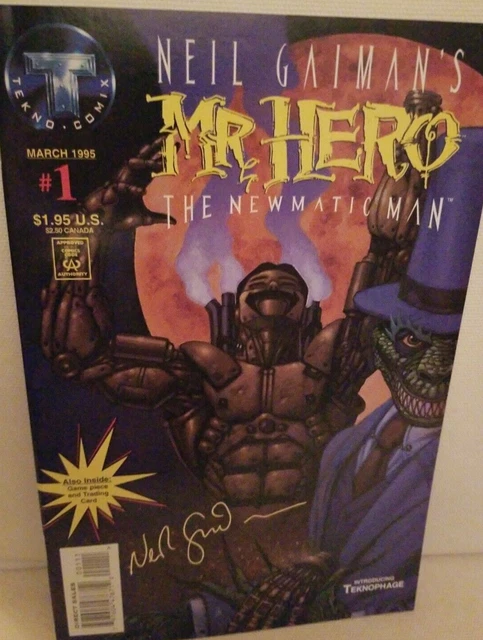 NEIL GAIMAN'S
MR. HERO
THE NEWMATIC MAN™
T
TEKNO·COMIX
MARCH 1995
#1
$1.95 U.S.
$2.50 CANADA
APPROVED
BY THE
COMICS
CODE
AUTHORITY
Also Inside:
Game piece
and Trading
Card
DIRECT SALES
INTRODUCING
TEKNOPHAGE